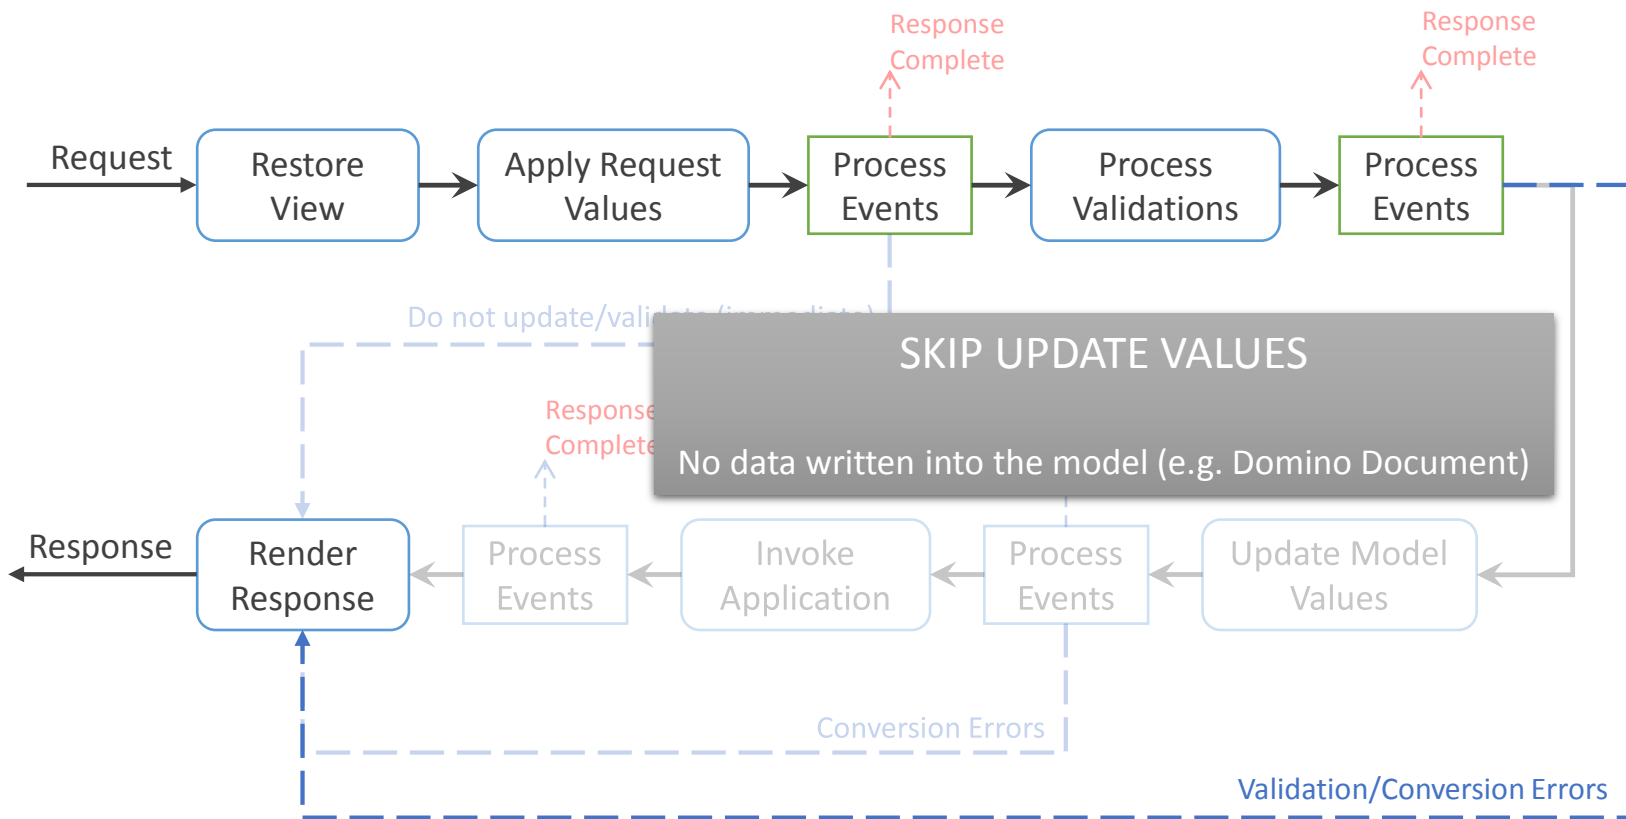 Response
Complete
Response
Complete
Request
Restore
View
Apply Request
Values
Process
Events
Process
Validations
Process
Events
Do not update/validate (immediate)
SKIP UPDATE VALUES
No data written into the model (e.g. Domino Document)
Response
Complete
Response
Render
Response
Process
Events
Invoke
Application
Process
Events
Update Model
Values
Conversion Errors
Validation/Conversion Errors